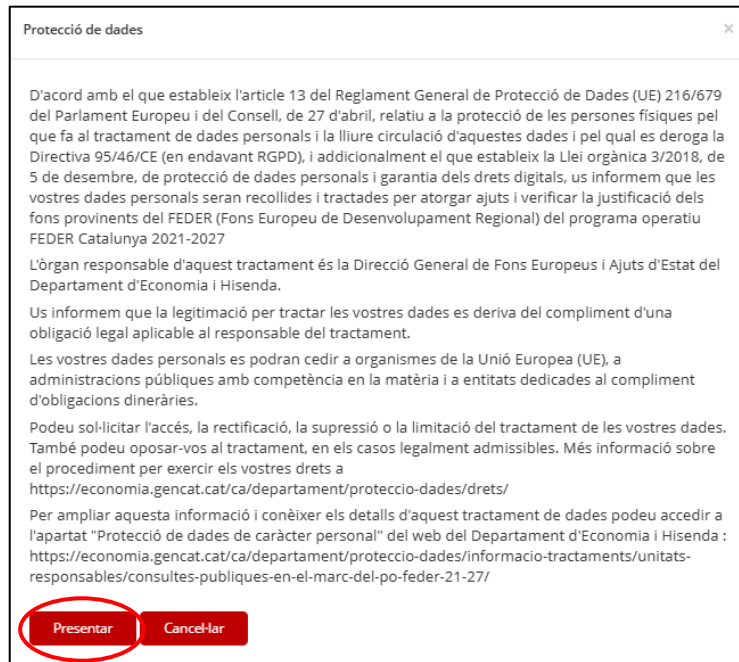 Protecció de dades ×
D'acord amb el que estableix l'article 13 del Reglament General de Protecció de Dades (UE) 216/679
del Parlament Europeu i del Consell, de 27 d'abril, relatiu a la protecció de les persones físiques pel
que fa al tractament de dades personals i la lliure circulació d'aquestes dades i pel qual es deroga la
Directiva 95/46/CE (en endavant RGPD), i addicionalment el que estableix la Llei orgànica 3/2018, de
5 de desembre, de protecció de dades personals i garantia dels drets digitals, us informem que les
vostres dades personals seran recollides i tractades per atorgar ajuts i verificar la justificació dels
fons provinents del FEDER (Fons Europeu de Desenvolupament Regional) del programa operatiu
FEDER Catalunya 2021-2027
L'òrgan responsable d'aquest tractament és la Direcció General de Fons Europeus i Ajuts d'Estat del
Departament d'Economia i Hisenda.
Us informem que la legitimació per tractar les vostres dades es deriva del compliment d'una
obligació legal aplicable al responsable del tractament.
Les vostres dades personals es podran cedir a organismes de la Unió Europea (UE), a
administracions públiques amb competència en la matèria i a entitats dedicades al compliment
d'obligacions dineràries.
Podeu sol·licitar l'accés, la rectificació, la supressió o la limitació del tractament de les vostres dades.
També podeu oposar-vos al tractament, en els casos legalment admissibles. Més informació sobre
el procediment per exercir els vostres drets a
https://economia.gencat.cat/ca/departament/proteccio-dades/drets/
Per ampliar aquesta informació i conèixer els detalls d'aquest tractament de dades podeu accedir a
l'apartat "Protecció de dades de caràcter personal" del web del Departament d'Economia i Hisenda :
https://economia.gencat.cat/ca/departament/proteccio-dades/informacio-tractaments/unitats-
responsables/consultes-publiques-en-el-marc-del-po-feder-21-27/
Presentar Cancel·lar